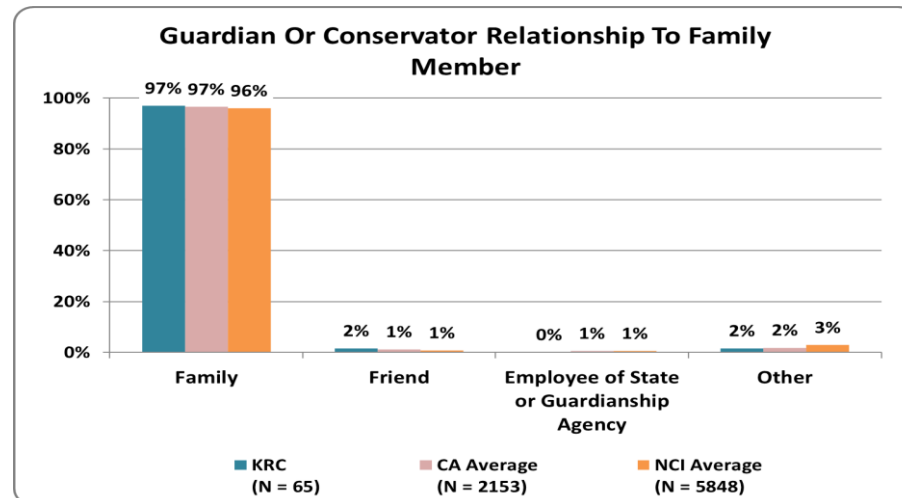 Guardian Or Conservator Relationship To Family
Member
97% 97% 96%
100%
80%
60%
40%
20%
2% 1% 1% 0% 1% 1% 2% 2% 3%
0%
Family Friend Employee of State Other
or Guardianship
Agency
KRC CA Average NCI Average
(N = 65) (N = 2153) (N = 5848)